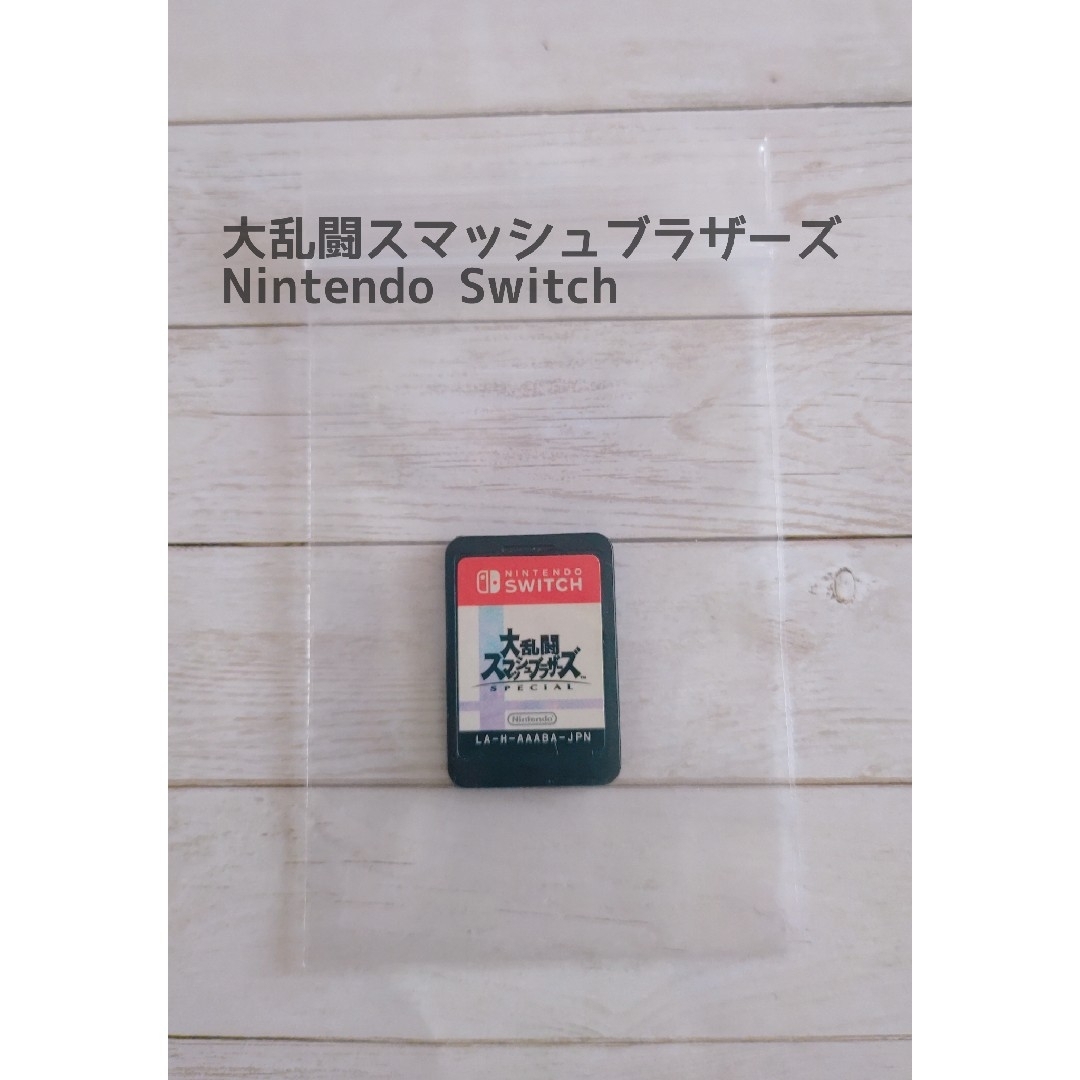 大乱闘スマッシュブラザーズ
Nintendo Switch
NINTENDO
SWITCH
大乱闘
スマッシュブラザーズ
SPECIAL
Nintendo
LA-H-AAABA-JPN